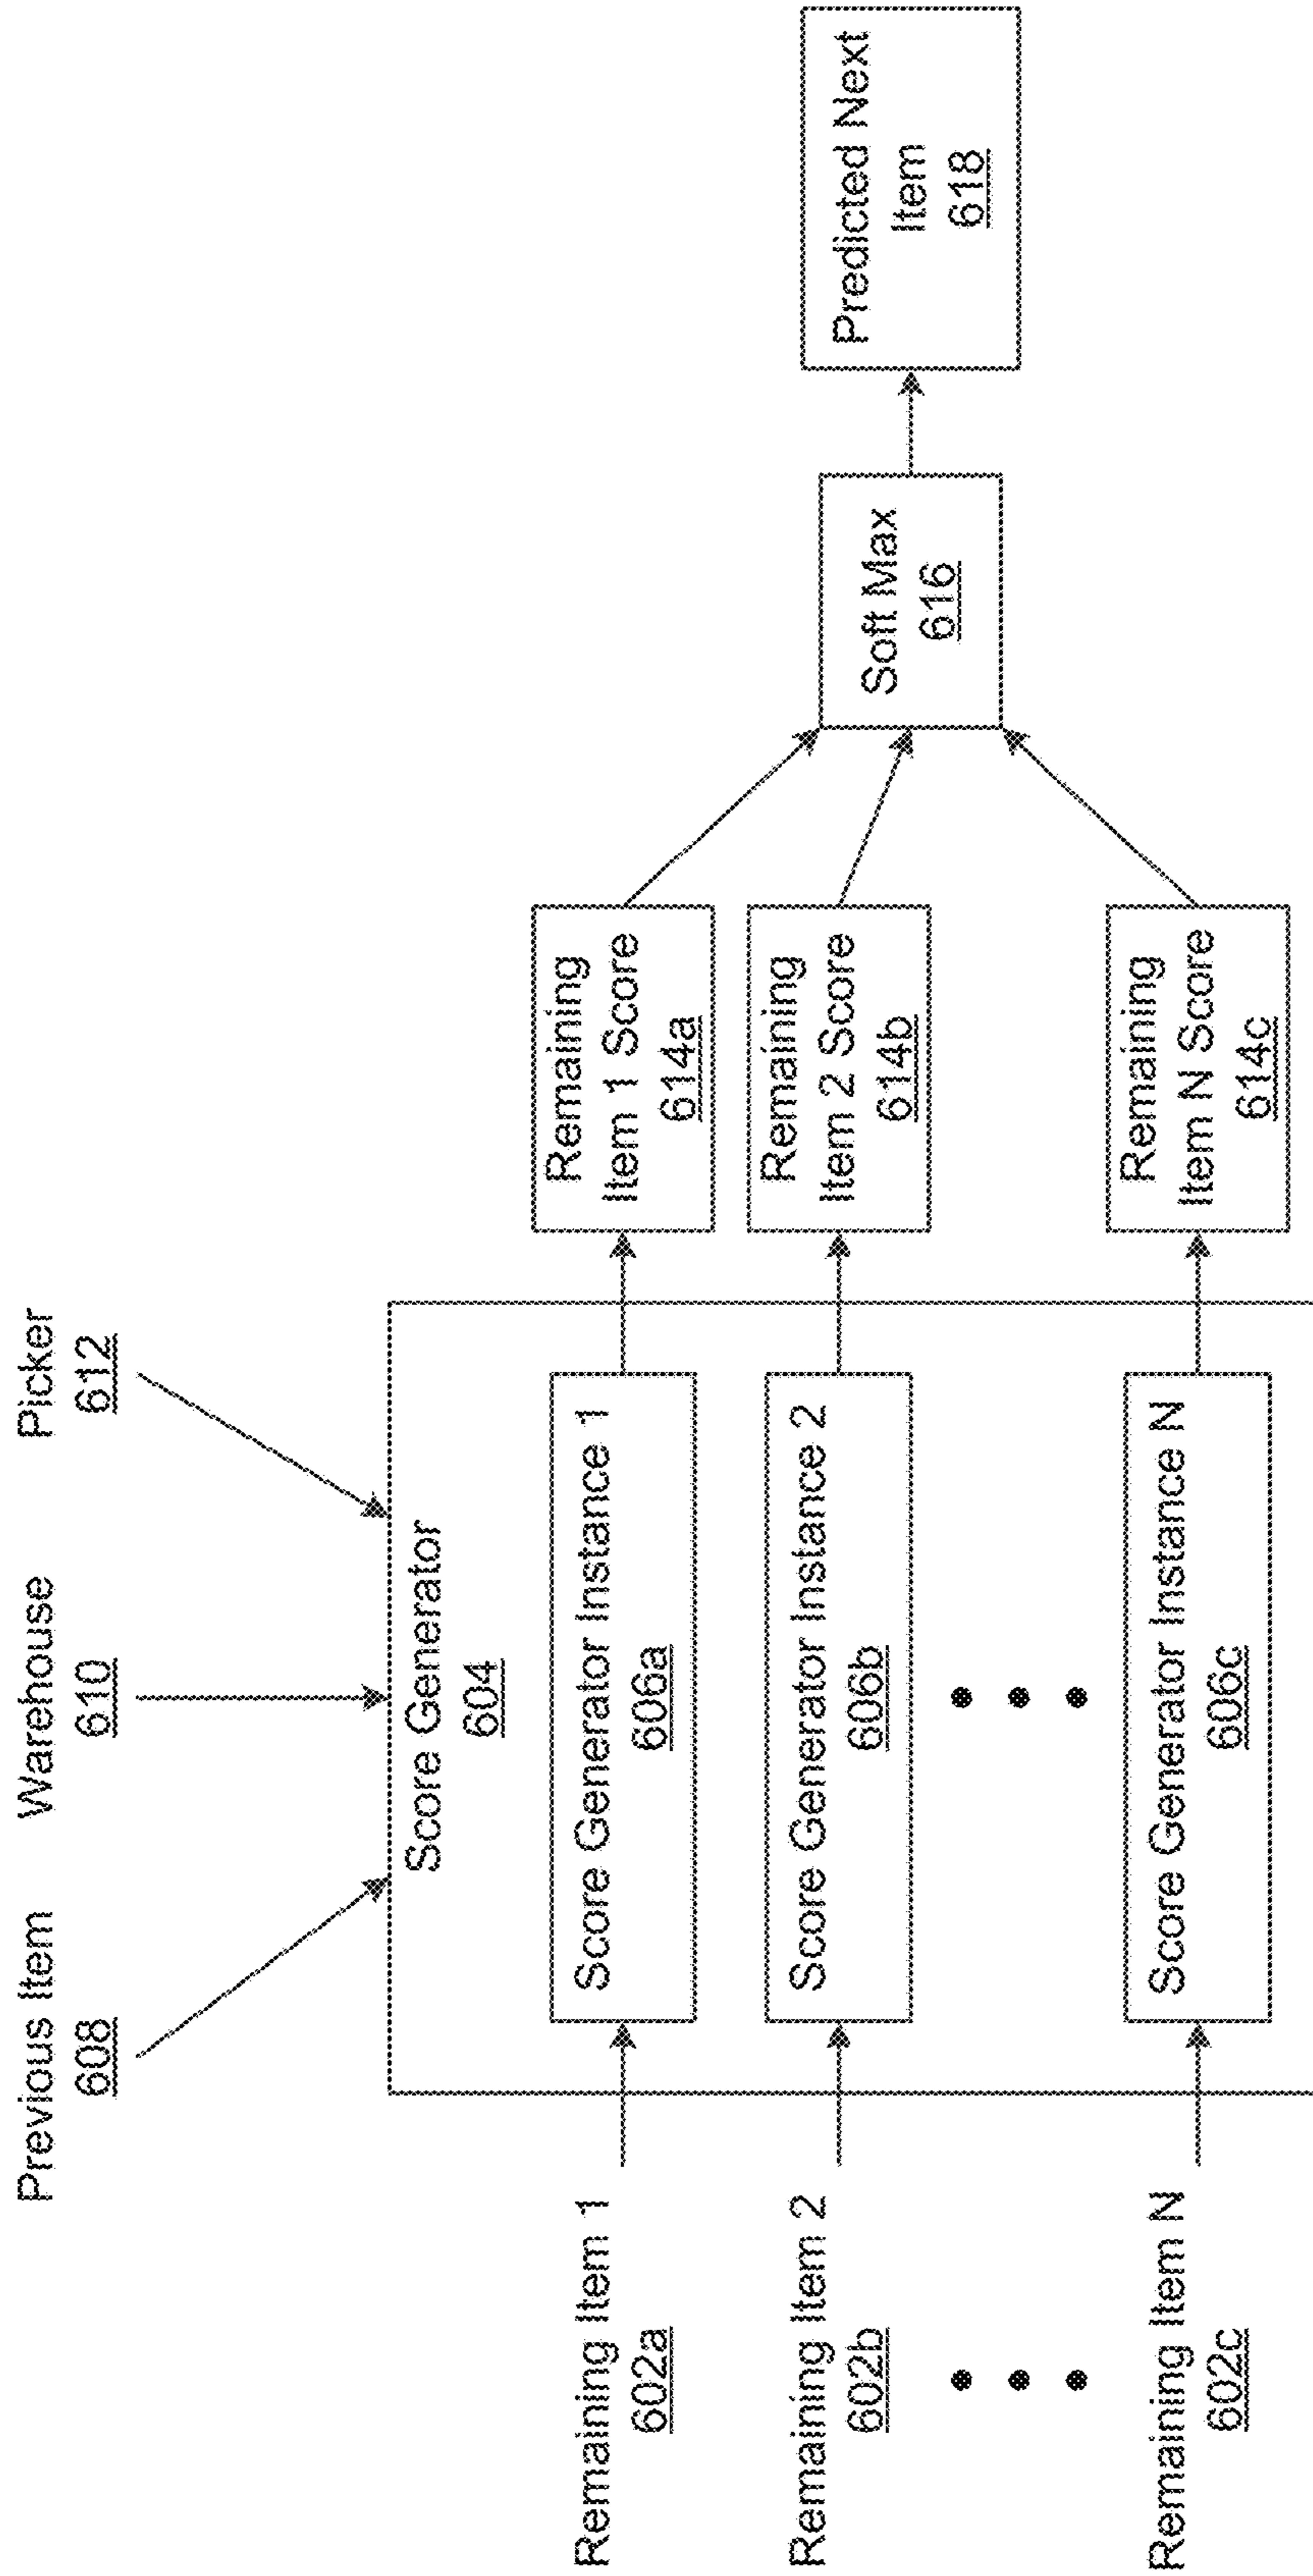 Previous Item
608
Warehouse
610
Picker
612
Score Generator
604
Remaining Item 1
602a
Score Generator Instance 1
606a
Remaining
Item 1 Score
614a
Remaining Item 2
602b
Score Generator Instance 2
606b
Remaining
Item 2 Score
614b
Remaining Item N
602c
Score Generator Instance N
606c
Remaining
Item N Score
614c
Soft Max
616
Predicted Next
Item
618